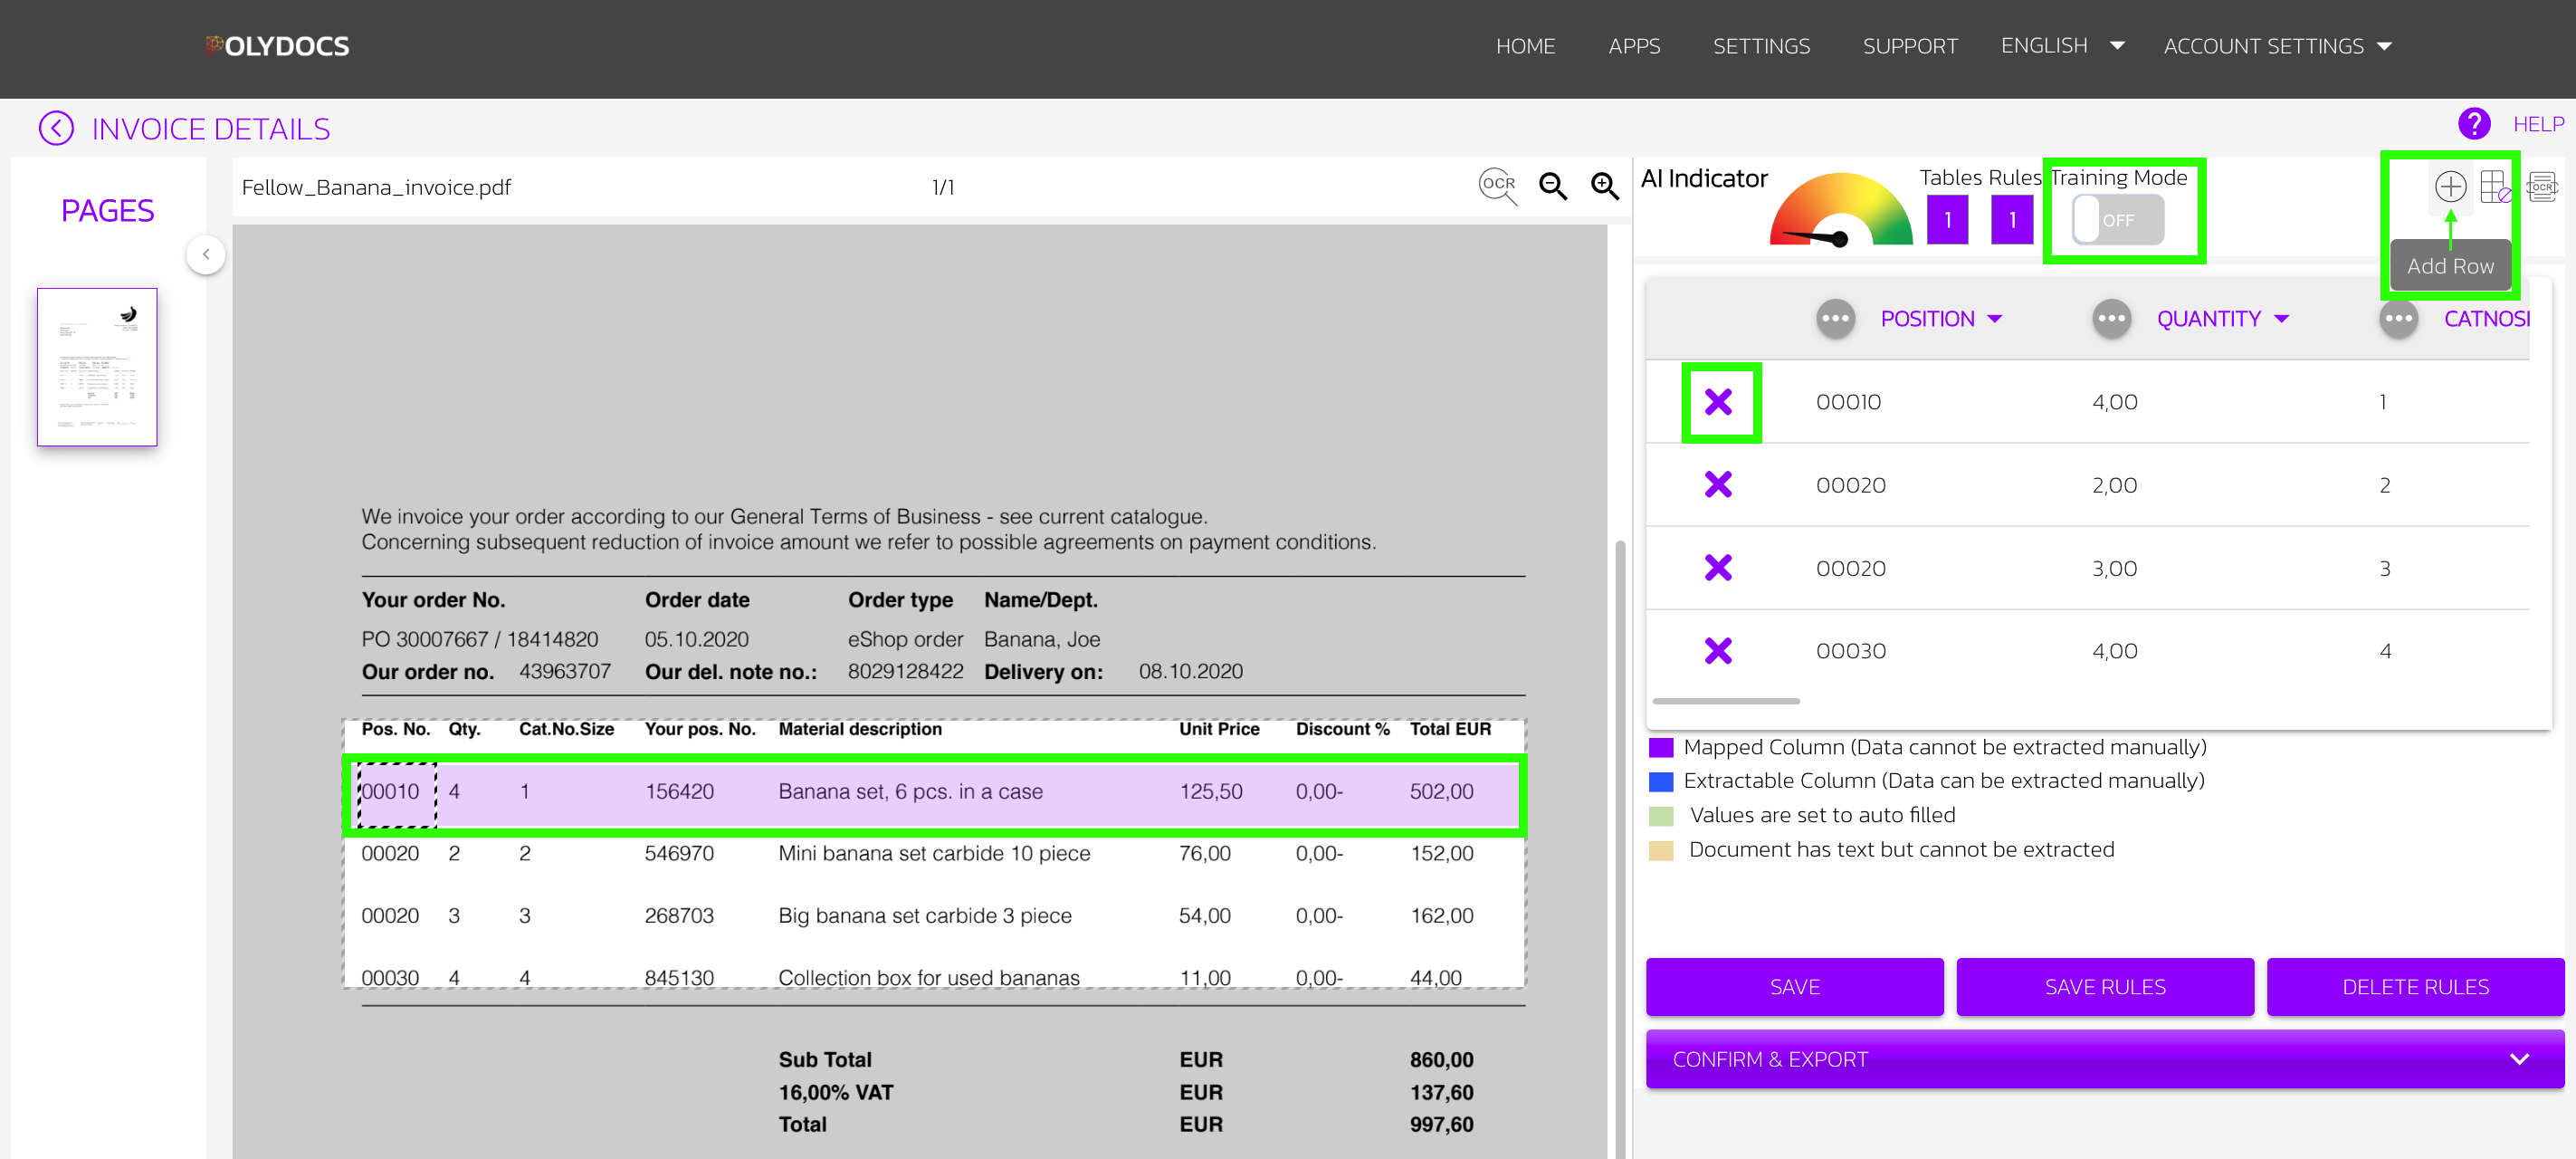 POLYDOCS
HOME APPS SETTINGS SUPPORT ENGLISH ACCOUNT SETTINGS
INVOICE DETAILS
? HELP
PAGES
Fellow_Banana_invoice.pdf 1/1 OCR
We invoice your order according to our General Terms of Business - see current catalogue.
Concerning subsequent reduction of invoice amount we refer to possible agreements on payment conditions.
Your order No. Order date Order type Name/Dept.
PO 30007667 / 18414820 05.10.2020 eShop order Banana, Joe
Our order no. 43963707 Our del. note no.: 8029128422 Delivery on: 08.10.2020
Pos. No. Qty. Cat.No.Size Your pos. No. Material description Unit Price Discount % Total EUR
00010 4 1 156420 Banana set, 6 pcs. in a case 125,50 0,00- 502,00
00020 2 2 546970 Mini banana set carbide 10 piece 76,00 0,00- 152,00
00020 3 3 268703 Big banana set carbide 3 piece 54,00 0,00- 162,00
00030 4 4 845130 Collection box for used bananas 11,00 0,00- 44,00
Sub Total EUR 860,00
16,00% VAT EUR 137,60
Total EUR 997,60
AI Indicator
Tables Rules Training Mode
1 1 OFF
OCR
Add Row
POSITION QUANTITY CATNOSI
00010 4,00 1
00020 2,00 2
00020 3,00 3
00030 4,00 4
Mapped Column (Data cannot be extracted manually)
Extractable Column (Data can be extracted manually)
Values are set to auto filled
Document has text but cannot be extracted
SAVE SAVE RULES DELETE RULES
CONFIRM & EXPORT